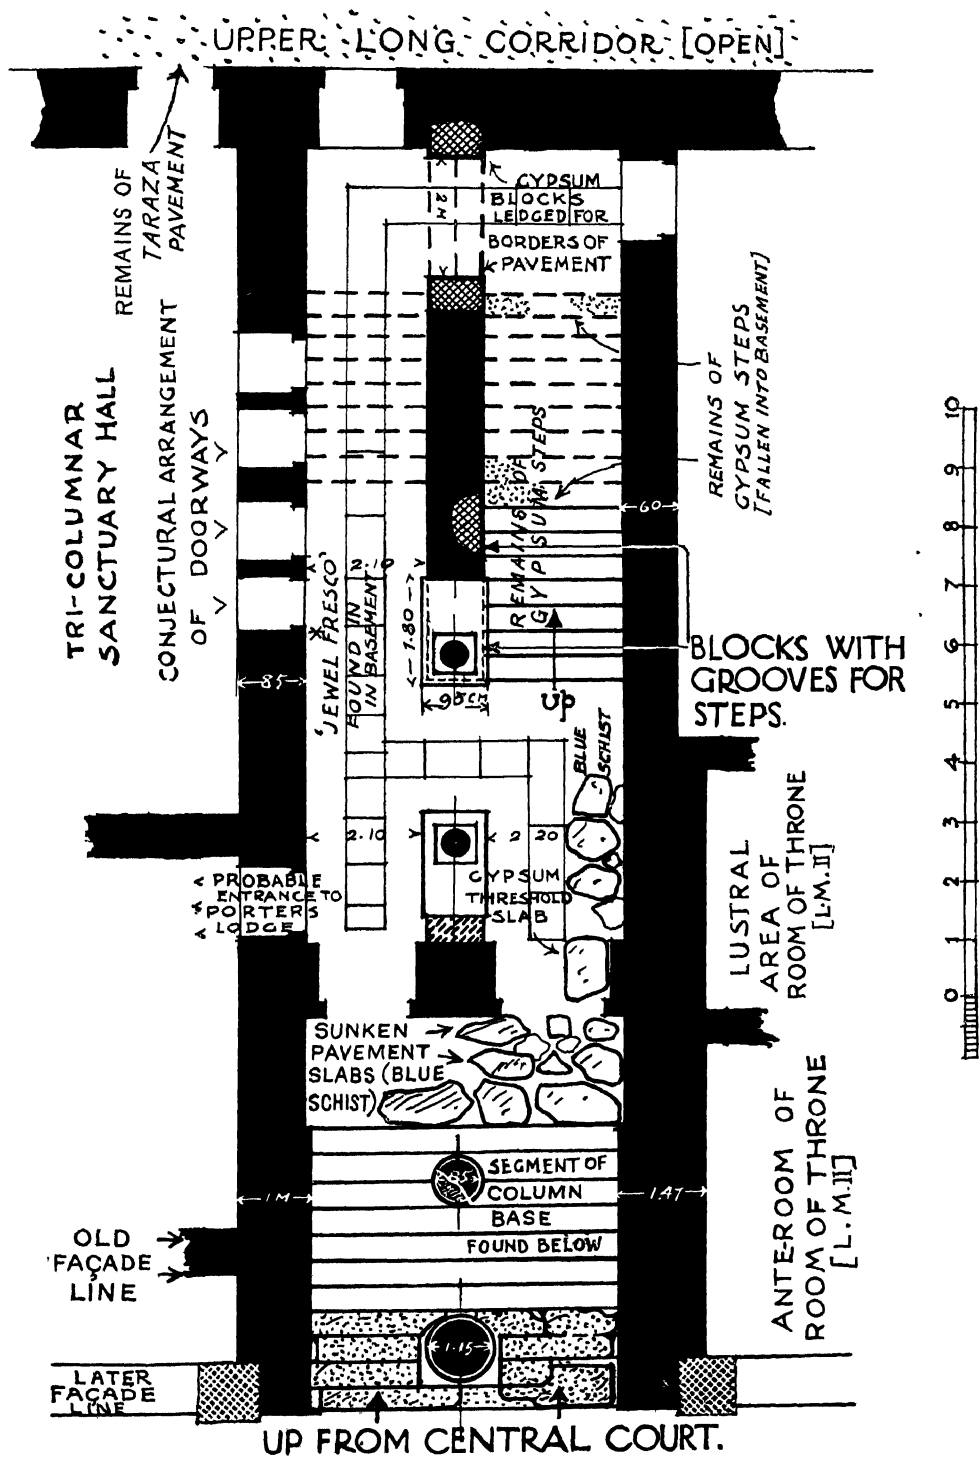 UPPER LONG CORRIDOR [OPEN]
REMAINS OF
TARAZA
PAVEMENT
GYPSUM
BLOCKS
LEDGED FOR
BORDERS OF
PAVEMENT
2 M
TRI-COLUMNAR
SANCTUARY HALL
CONJECTURAL ARRANGEMENT
OF DOORWAYS
REMAINS OF
GYPSUM STEPS
[FALLEN INTO BASEMENT]
REMAINS OF
GYPSUM STEPS
60
'JEWEL FRESCO'
FOUND IN
IN BASEMENT
2.10
1.80
95 CM
85
UP
BLOCKS WITH
GROOVES FOR
STEPS.
BLUE
SCHIST
2.10
2 20
PROBABLE
ENTRANCE TO
PORTERS
LODGE
GYPSUM
THRESHOLD
SLAB
LUSTRAL
AREA OF
ROOM OF THRONE
[L.M.II]
10
9
8
7
6
5
4
3
2
1
0
SUNKEN
PAVEMENT
SLABS (BLUE
SCHIST)
.85
SEGMENT OF
COLUMN
BASE
FOUND BELOW
1 M
1.47
ANTE-ROOM OF
ROOM OF THRONE
[L.M.II]
OLD
FAÇADE
LINE
1.15
LATER
FAÇADE
LINE
UP FROM CENTRAL COURT.